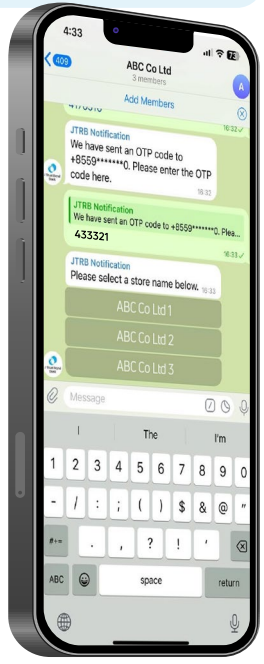 4:33
73
409
ABC Co Ltd
3 members
A
Add Members
16:33
JTRB Notification
We have sent an OTP code to
+8559*******0. Please enter the OTP
code here.
16:32
JTRB Notification
We have sent an OTP code to +8559*******0. Plea...
433321
16:33
JTRB Notification
Please select a store name below. 16:33
ABC Co Ltd 1
ABC Co Ltd 2
ABC Co Ltd 3
Message
I The I'm
1 2 3 4 5 6 7 8 9 0
- / : ; ( ) $ & @ "
#+= . , ? ! '
ABC space return